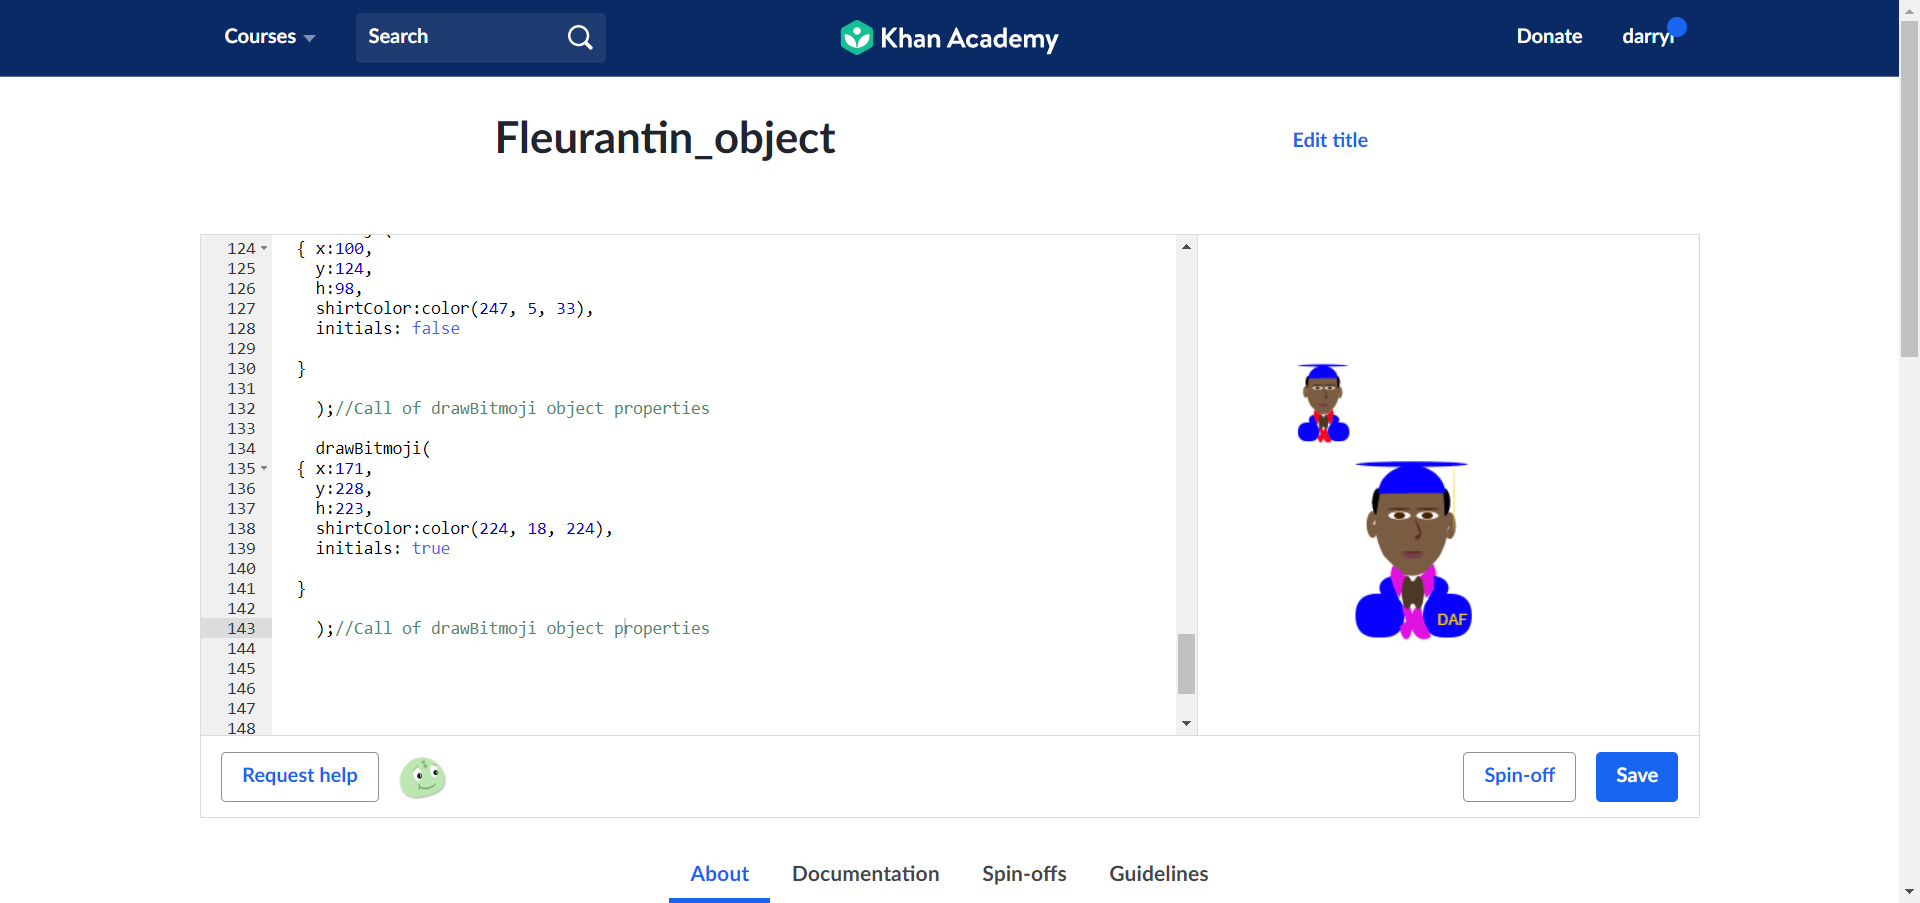 Courses
Search
Khan Academy
Donate
darryl
Fleurantin_object
Edit title
124 { x:100,
125 y:124,
126 h:98,
127 shirtColor:color(247, 5, 33),
128 initials: false
129
130 }
131
132 );//Call of drawBitmoji object properties
133
134 drawBitmoji(
135 { x:171,
136 y:228,
137 h:223,
138 shirtColor:color(224, 18, 224),
139 initials: true
140
141 }
142
143 );//Call of drawBitmoji object properties
144
145
146
147
148
DAF
Request help
Spin-off
Save
About
Documentation
Spin-offs
Guidelines